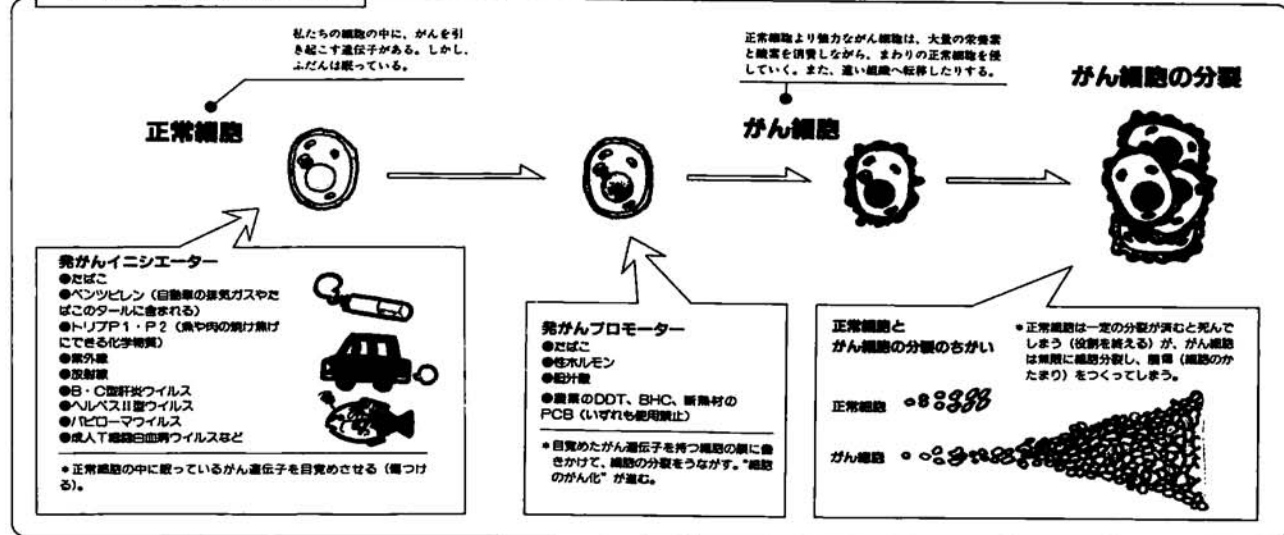 私たちの細胞の中に、がんを引
き起こす遺伝子がある。しかし、
ふだんは眠っている。
正常細胞
正常細胞より強力ながん細胞は、大量の栄養素
と酸素を消費しながら、まわりの正常細胞を侵
していく。また、遠い組織へ転移したりする。
がん細胞
がん細胞の分裂
発がんイニシエーター
●たばこ
●ベンツピレン（自動車の排気ガスやた
ばこのタールに含まれる）
●トリプP1・P2（魚や肉の焼け焦げ
にできる化学物質）
●紫外線
●放射線
●B・C型肝炎ウイルス
●ヘルペスII型ウイルス
●パピローマウイルス
●成人T細胞白血病ウイルスなど
＊正常細胞の中に眠っているがん遺伝子を目覚めさせる（傷つけ
る）。
発がんプロモーター
●たばこ
●性ホルモン
●胆汁酸
●農薬のDDT、BHC、断熱材の
PCB（いずれも使用禁止）
＊目覚めたがん遺伝子を持つ細胞の膜に働
きかけて、細胞の分裂をうながす。“細胞
のがん化”が進む。
正常細胞と
がん細胞の分裂のちがい
＊正常細胞は一定の分裂が済むと死んで
しまう（役割を終える）が、がん細胞
は無限に細胞分裂し、腫瘍（細胞のか
たまり）をつくってしまう。
正常細胞
がん細胞